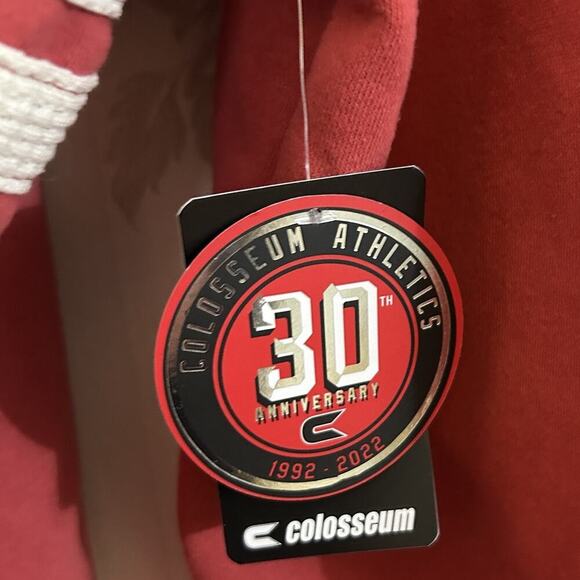 COLOSSEUM ATHLETICS
30TH
ANNIVERSARY
1992 - 2022
colosseum